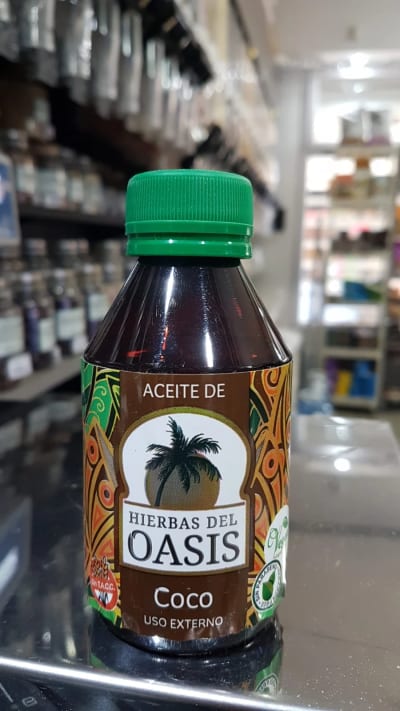 ACEITE DE
HIERBAS DEL
OASIS
Coco
USO EXTERNO